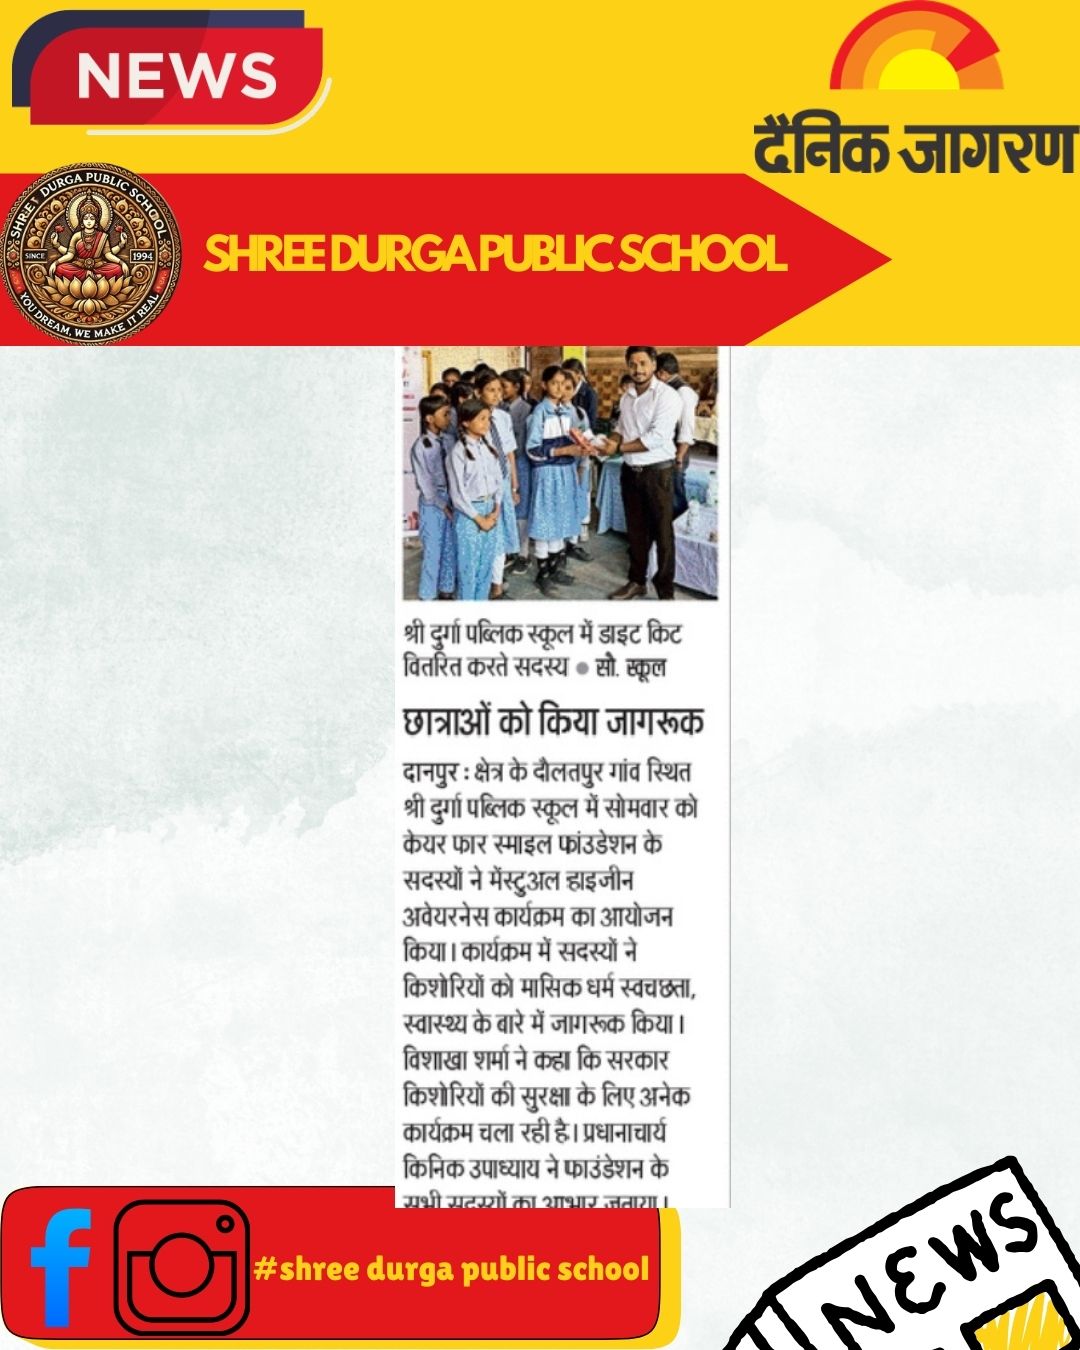 NEWS
दैनिक जागरण
SHREE DURGA PUBLIC SCHOOL
SINCE 1994
YOU DREAM, WE MAKE IT REAL
SHREE DURGA PUBLIC SCHOOL
श्री दुर्गा पब्लिक स्कूल में डाइट किट
वितरित करते सदस्य ● सौ. स्कूल
छात्राओं को किया जागरूक
दानपुर : क्षेत्र के दौलतपुर गांव स्थित
श्री दुर्गा पब्लिक स्कूल में सोमवार को
केयर फार स्माइल फांउडेशन के
सदस्यों ने मेंस्टुअल हाइजीन
अवेयरनेस कार्यक्रम का आयोजन
किया। कार्यक्रम में सदस्यों ने
किशोरियों को मासिक धर्म स्वचछता,
स्वास्थ्य के बारे में जागरूक किया।
विशाखा शर्मा ने कहा कि सरकार
किशोरियों की सुरक्षा के लिए अनेक
कार्यक्रम चला रही है। प्रधानाचार्य
किनिक उपाध्याय ने फाउंडेशन के
सभी सदस्यों का आभार जताया।
#shree durga public school
NEWS